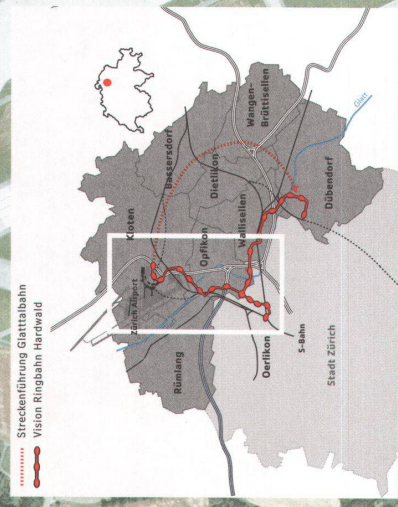 Streckenführung Glatttalbahn
Vision Ringbahn Hardwald
Kloten
Bassersdorf
Wangen-
Brüttisellen
Dietlikon
Zürich Airport
Opfikon
Wallisellen
Glatt
Rümlang
Dübendorf
Oerlikon
S-Bahn
Stadt Zürich